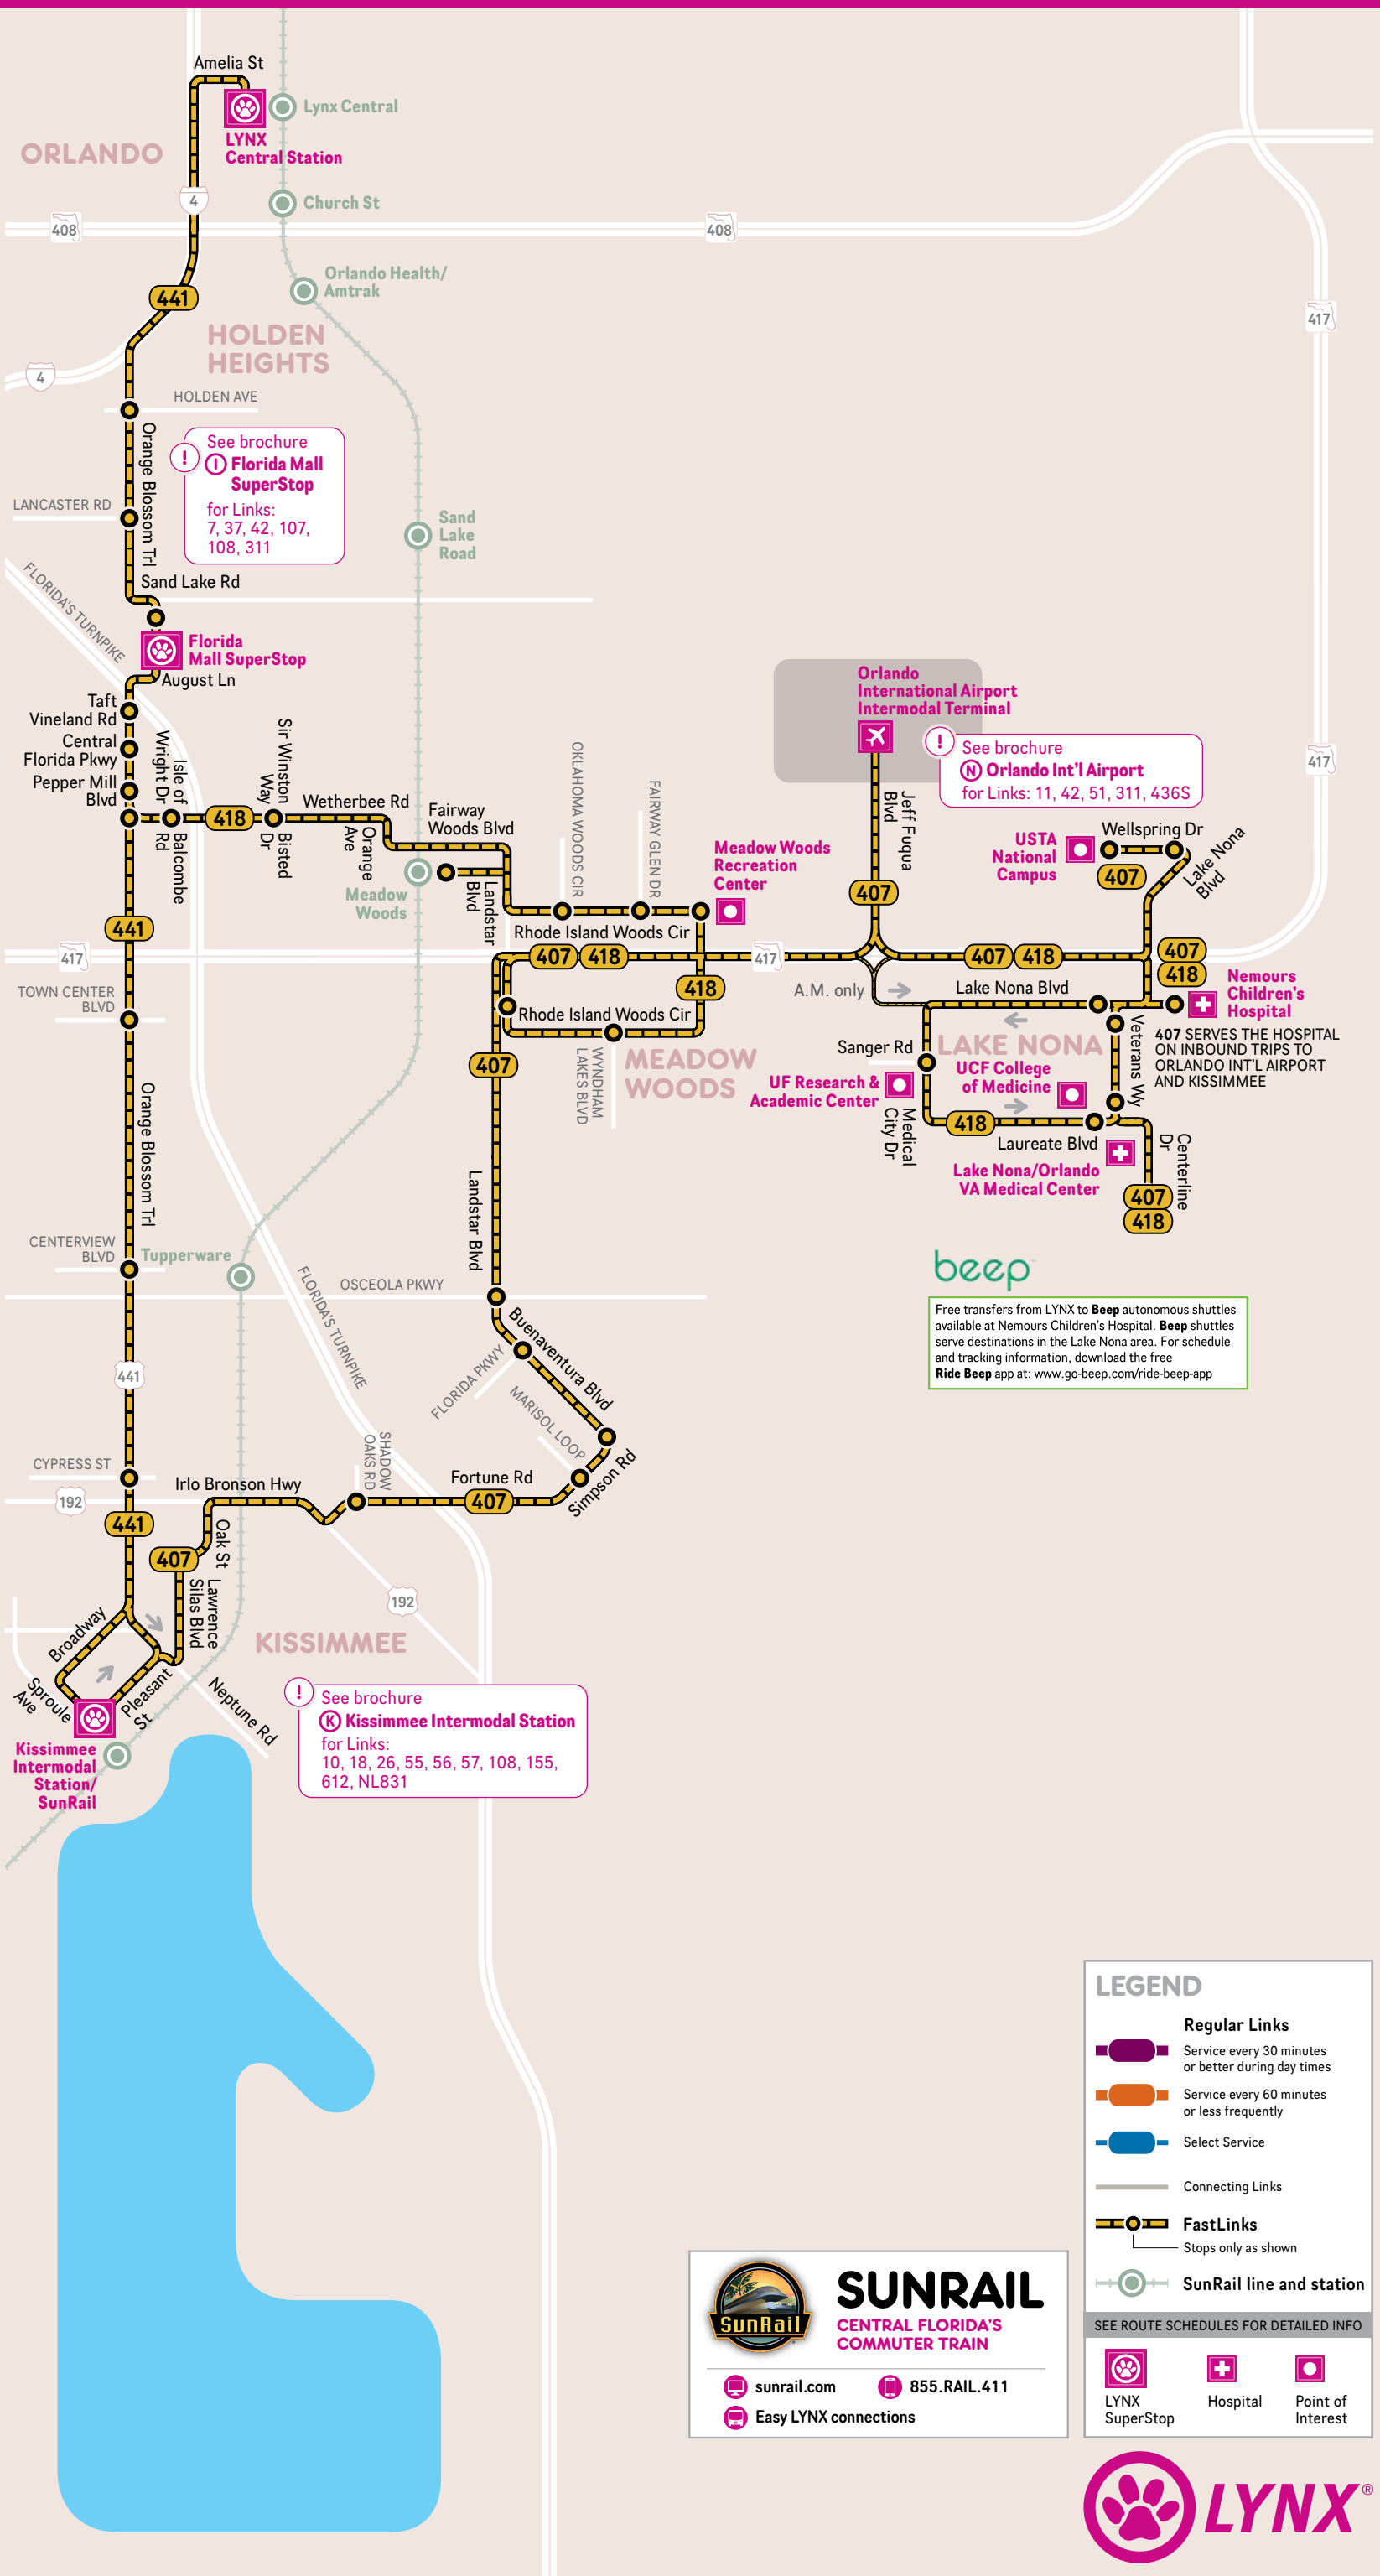 Amelia St
Lynx Central
LYNX
Central Station
ORLANDO
4
Church St
408
408
Orlando Health/
Amtrak
441
417
HOLDEN
HEIGHTS
4
HOLDEN AVE
Orange Blossom Trl
See brochure
! I Florida Mall
SuperStop
for Links:
7, 37, 42, 107,
108, 311
LANCASTER RD
Sand
Lake
Road
FLORIDA'S TURNPIKE
Sand Lake Rd
Florida
Mall SuperStop
August Ln
Taft
Vineland Rd
Central
Florida Pkwy
Pepper Mill
Blvd
Isle of
Wright Dr
Sir Winston
Way
418
Balcombe
Rd
Bisted
Dr
Wetherbee Rd
Orange
Ave
Fairway
Woods Blvd
Meadow
Woods
Landstar
Blvd
OKLAHOMA WOODS CIR
FAIRWAY GLEN DR
Meadow Woods
Recreation
Center
Rhode Island Woods Cir
Orlando
International Airport
Intermodal Terminal
See brochure
! N Orlando Int'l Airport
for Links: 11, 42, 51, 311, 436S
417
Jeff Fuqua
Blvd
407
USTA
National
Campus
Wellspring Dr
407
Lake Nona
Blvd
441
417
407
418
417
407
418
407
418
TOWN CENTER
BLVD
418
A.M. only
Lake Nona Blvd
Nemours
Children's
Hospital
Rhode Island Woods Cir
407
WYNDHAM
LAKES BLVD
MEADOW
WOODS
Sanger Rd
LAKE NONA
Veterans Wy
407 SERVES THE HOSPITAL
ON INBOUND TRIPS TO
ORLANDO INT'L AIRPORT
AND KISSIMMEE
UF Research &
Academic Center
UCF College
of Medicine
Medical
City Dr
418
Laureate Blvd
Centerline
Dr
Lake Nona/Orlando
VA Medical Center
407
418
Orange Blossom Trl
Landstar Blvd
CENTERVIEW
BLVD
Tupperware
FLORIDA'S TURNPIKE
OSCEOLA PKWY
beep
Free transfers from LYNX to Beep autonomous shuttles
available at Nemours Children's Hospital. Beep shuttles
serve destinations in the Lake Nona area. For schedule
and tracking information, download the free
Ride Beep app at: www.go-beep.com/ride-beep-app
441
Buenaventura Blvd
FLORIDA PKWY
MARISOL LOOP
Simpson Rd
CYPRESS ST
192
Irlo Bronson Hwy
SHADOW
OAKS RD
Fortune Rd
407
441
Oak St
407
Lawrence
Silas Blvd
192
Broadway
KISSIMMEE
Sproule
Ave
Pleasant
St
Neptune Rd
Kissimmee
Intermodal
Station/
SunRail
See brochure
! K Kissimmee Intermodal Station
for Links:
10, 18, 26, 55, 56, 57, 108, 155,
612, NL831
LEGEND
Regular Links
Service every 30 minutes
or better during day times
Service every 60 minutes
or less frequently
Select Service
Connecting Links
FastLinks
Stops only as shown
SunRail line and station
SEE ROUTE SCHEDULES FOR DETAILED INFO
LYNX
SuperStop
Hospital
Point of
Interest
SunRail
SUNRAIL
CENTRAL FLORIDA'S
COMMUTER TRAIN
sunrail.com
855.RAIL.411
Easy LYNX connections
LYNX®